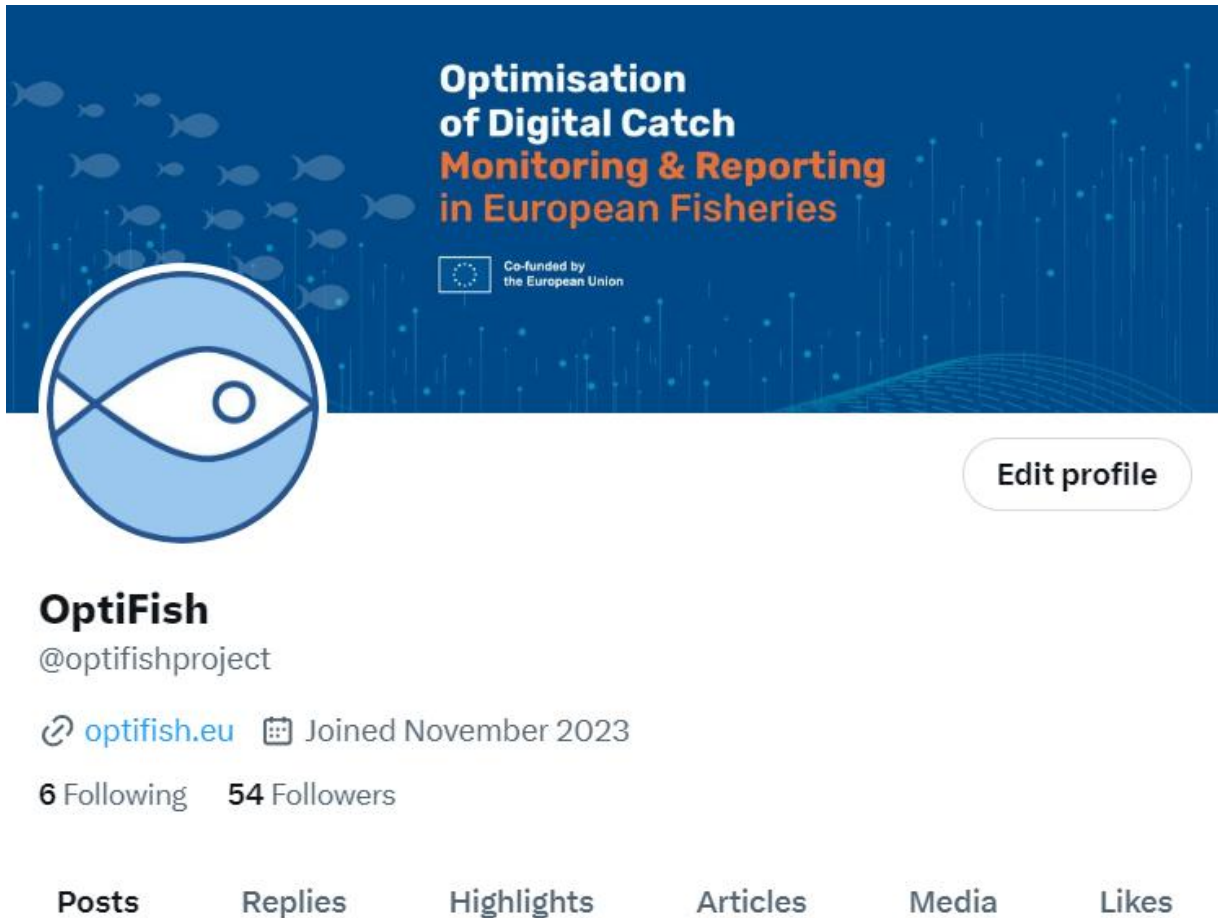 Optimisation
of Digital Catch
Monitoring & Reporting
in European Fisheries
Co-funded by
the European Union
Edit profile
OptiFish
@optifishproject
optifish.eu Joined November 2023
6 Following 54 Followers
Posts Replies Highlights Articles Media Likes